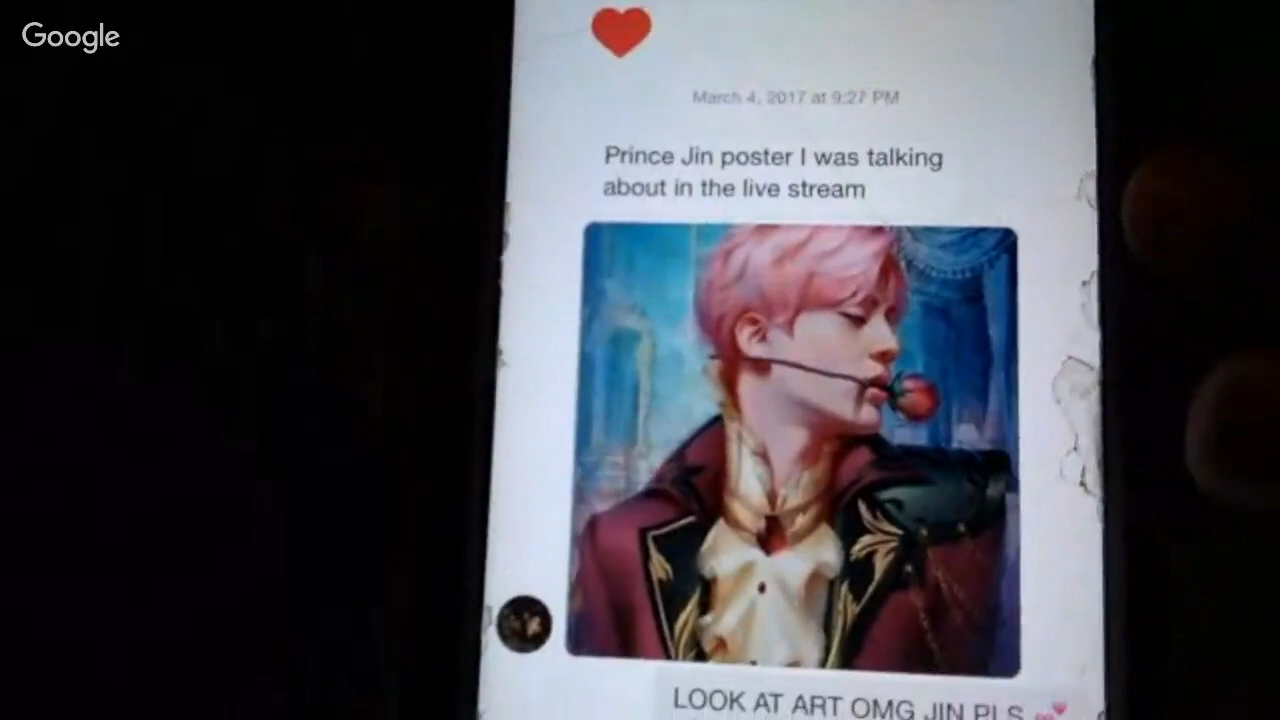 Google
March 4, 2017 at 9:27 PM
Prince Jin poster I was talking
about in the live stream
LOOK AT ART OMG JIN PLS 💕